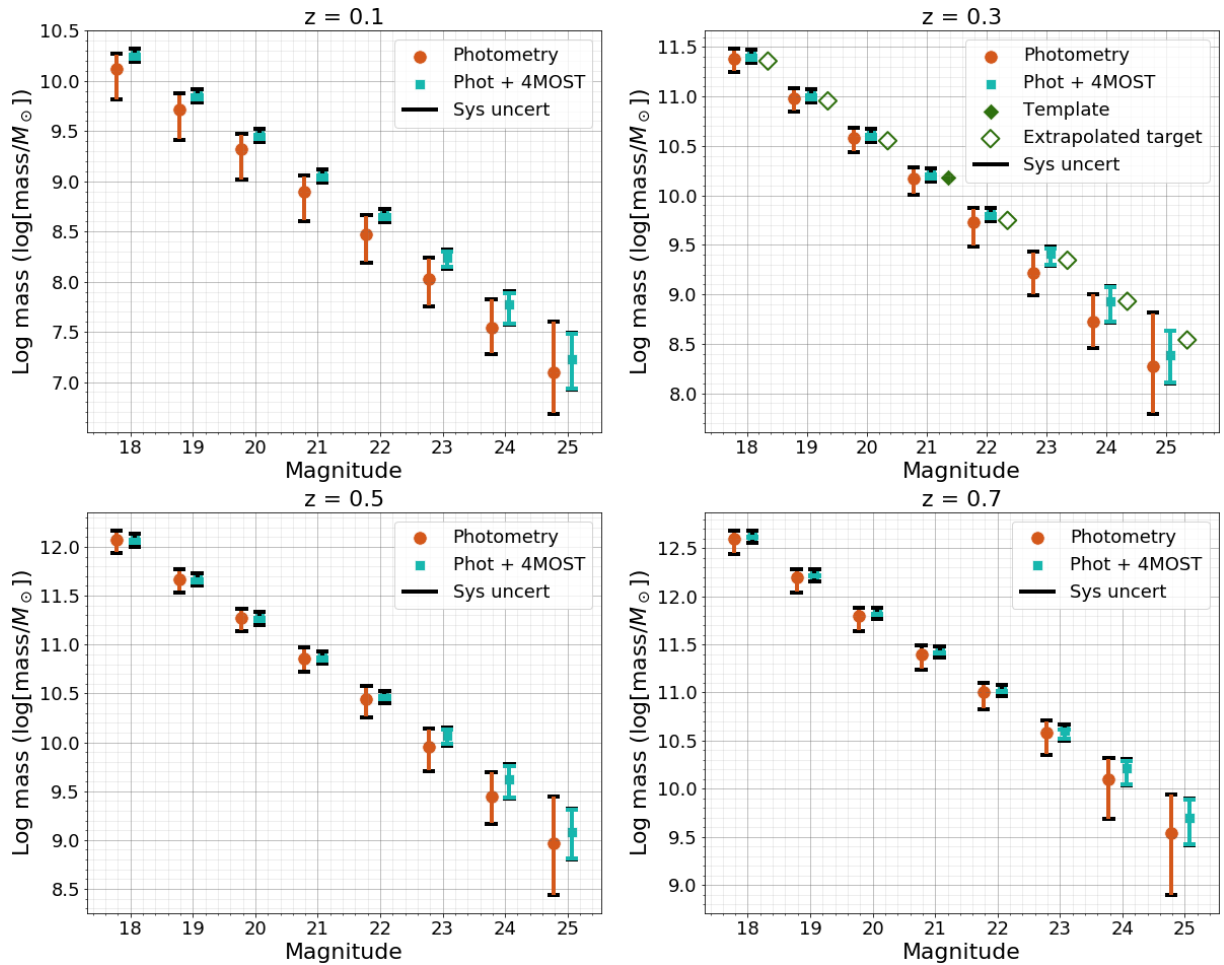 z = 0.1
Log mass (log[mass/M⊙])
10.5
10.0
9.5
9.0
8.5
8.0
7.5
7.0
Photometry
Phot + 4MOST
Sys uncert
18 19 20 21 22 23 24 25
Magnitude
z = 0.3
Log mass (log[mass/M⊙])
11.5
11.0
10.5
10.0
9.5
9.0
8.5
8.0
Photometry
Phot + 4MOST
Template
Extrapolated target
Sys uncert
18 19 20 21 22 23 24 25
Magnitude
z = 0.5
Log mass (log[mass/M⊙])
12.0
11.5
11.0
10.5
10.0
9.5
9.0
8.5
Photometry
Phot + 4MOST
Sys uncert
18 19 20 21 22 23 24 25
Magnitude
z = 0.7
Log mass (log[mass/M⊙])
12.5
12.0
11.5
11.0
10.5
10.0
9.5
9.0
Photometry
Phot + 4MOST
Sys uncert
18 19 20 21 22 23 24 25
Magnitude